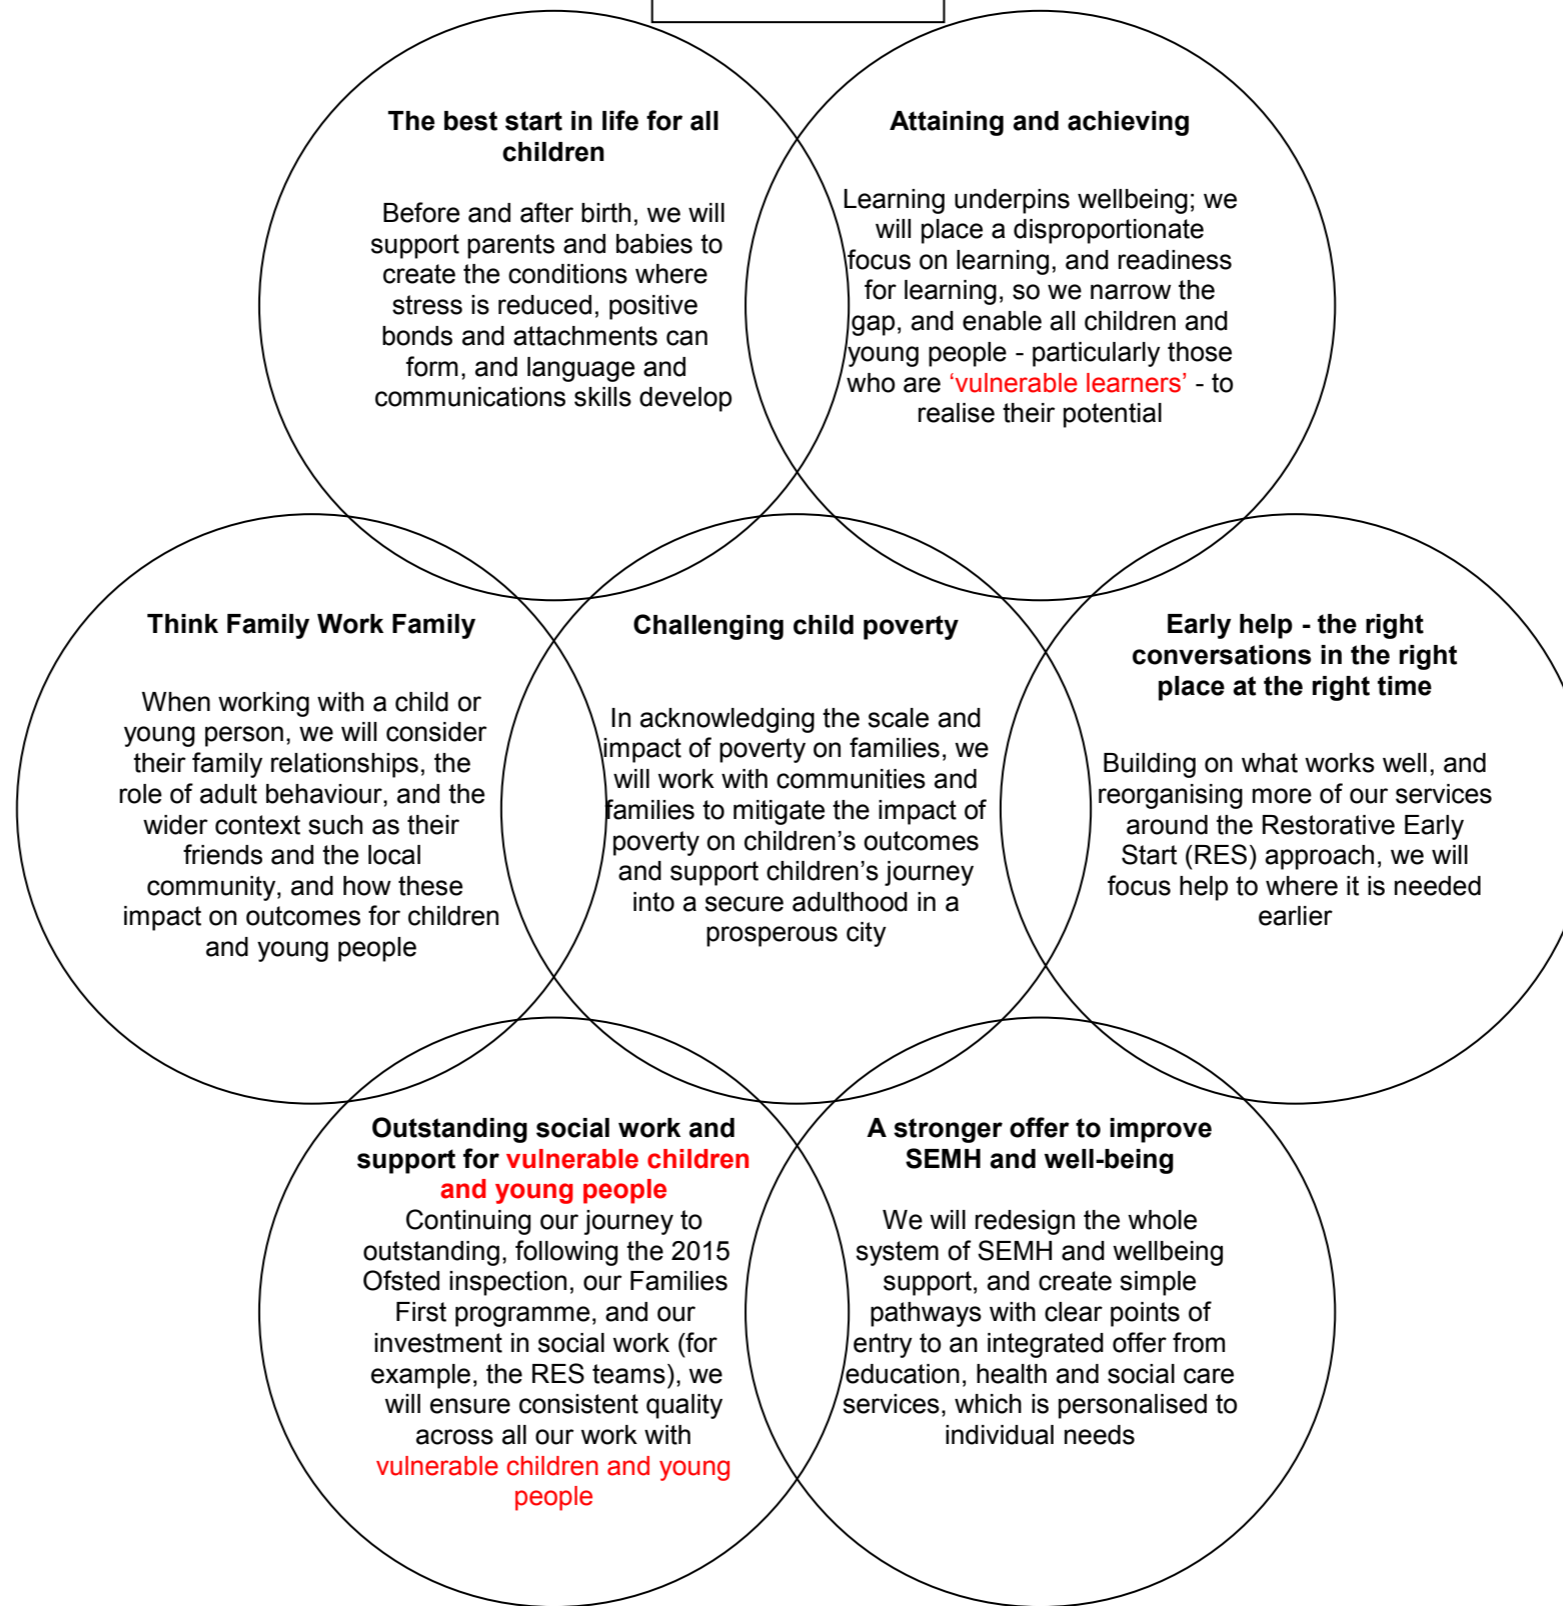 The best start in life for all
children
Before and after birth, we will
support parents and babies to
create the conditions where
stress is reduced, positive
bonds and attachments can
form, and language and
communications skills develop
Attaining and achieving
Learning underpins wellbeing; we
will place a disproportionate
focus on learning, and readiness
for learning, so we narrow the
gap, and enable all children and
young people - particularly those
who are ‘vulnerable learners’ - to
realise their potential
Think Family Work Family
When working with a child or
young person, we will consider
their family relationships, the
role of adult behaviour, and the
wider context such as their
friends and the local
community, and how these
impact on outcomes for children
and young people
Challenging child poverty
In acknowledging the scale and
impact of poverty on families, we
will work with communities and
families to mitigate the impact of
poverty on children’s outcomes
and support children’s journey
into a secure adulthood in a
prosperous city
Early help - the right
conversations in the right
place at the right time
Building on what works well, and
reorganising more of our services
around the Restorative Early
Start (RES) approach, we will
focus help to where it is needed
earlier
Outstanding social work and
support for vulnerable children
and young people
Continuing our journey to
outstanding, following the 2015
Ofsted inspection, our Families
First programme, and our
investment in social work (for
example, the RES teams), we
will ensure consistent quality
across all our work with
vulnerable children and young
people
A stronger offer to improve
SEMH and well-being
We will redesign the whole
system of SEMH and wellbeing
support, and create simple
pathways with clear points of
entry to an integrated offer from
education, health and social care
services, which is personalised to
individual needs